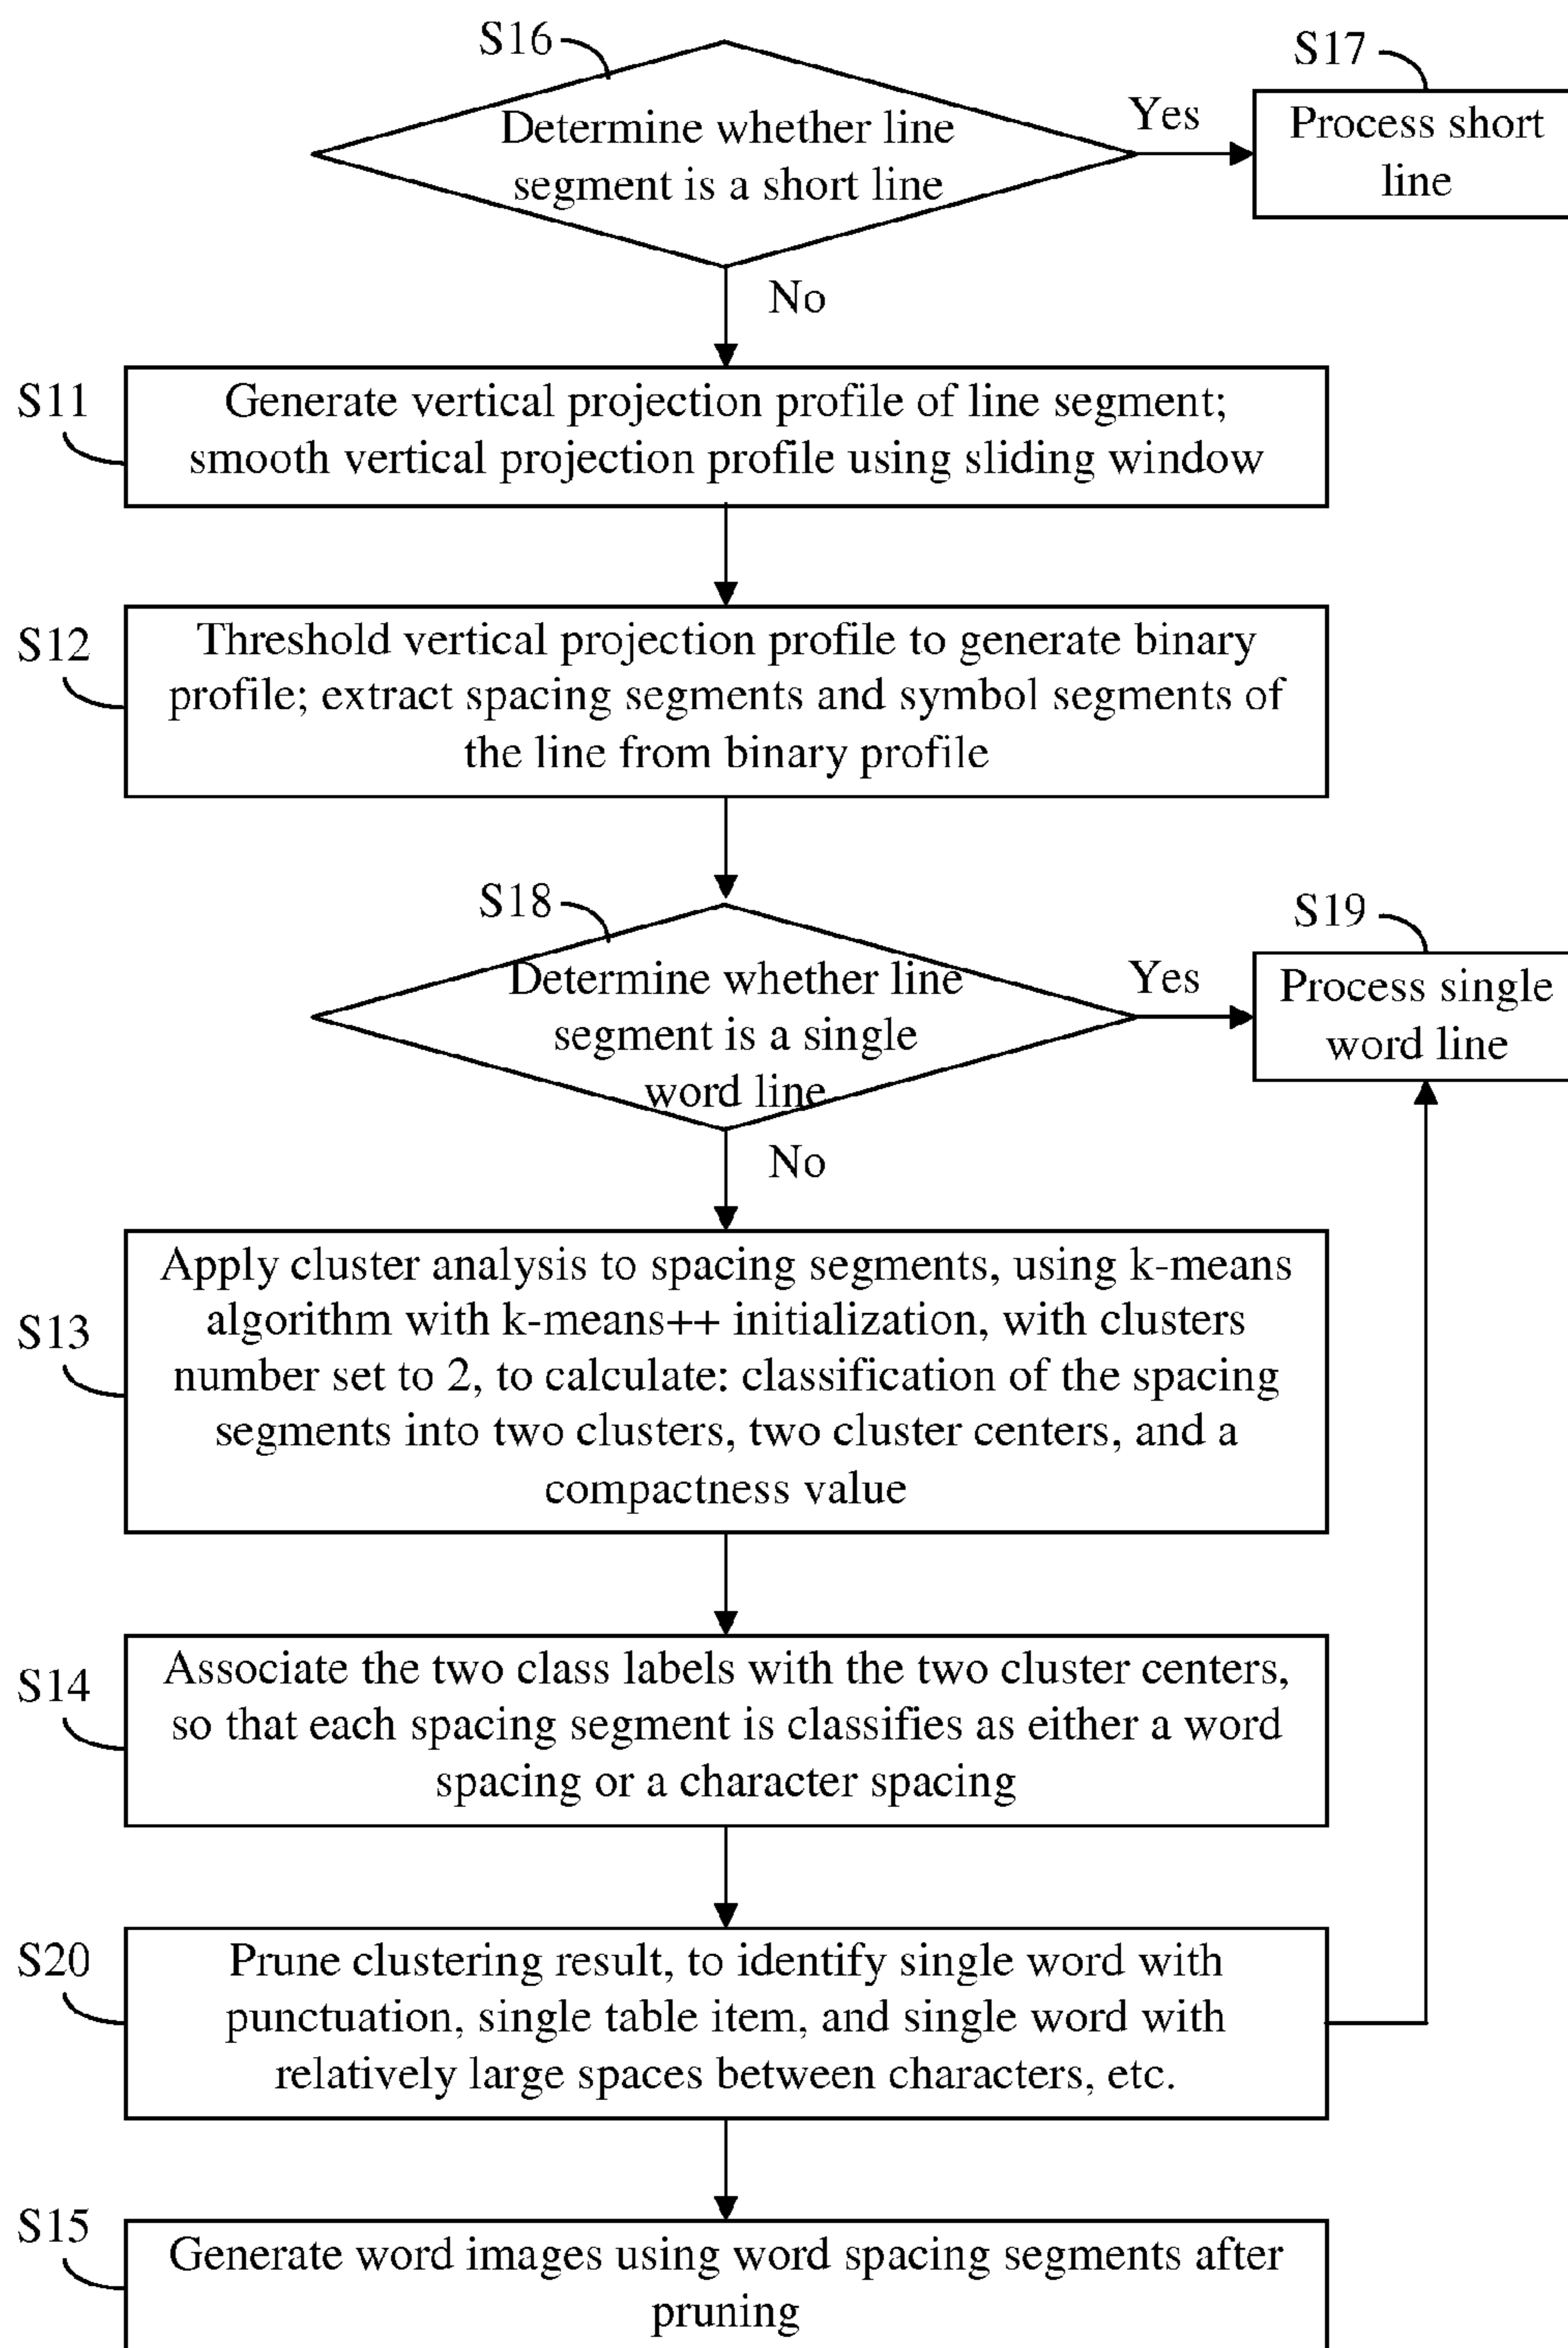 S16
Determine whether line
segment is a short line
Yes
S17
Process short
line
No
S11
Generate vertical projection profile of line segment;
smooth vertical projection profile using sliding window
S12
Threshold vertical projection profile to generate binary
profile; extract spacing segments and symbol segments of
the line from binary profile
S18
Determine whether line
segment is a single
word line
Yes
S19
Process single
word line
No
S13
Apply cluster analysis to spacing segments, using k-means
algorithm with k-means++ initialization, with clusters
number set to 2, to calculate: classification of the spacing
segments into two clusters, two cluster centers, and a
compactness value
S14
Associate the two class labels with the two cluster centers,
so that each spacing segment is classifies as either a word
spacing or a character spacing
S20
Prune clustering result, to identify single word with
punctuation, single table item, and single word with
relatively large spaces between characters, etc.
S15
Generate word images using word spacing segments after
pruning